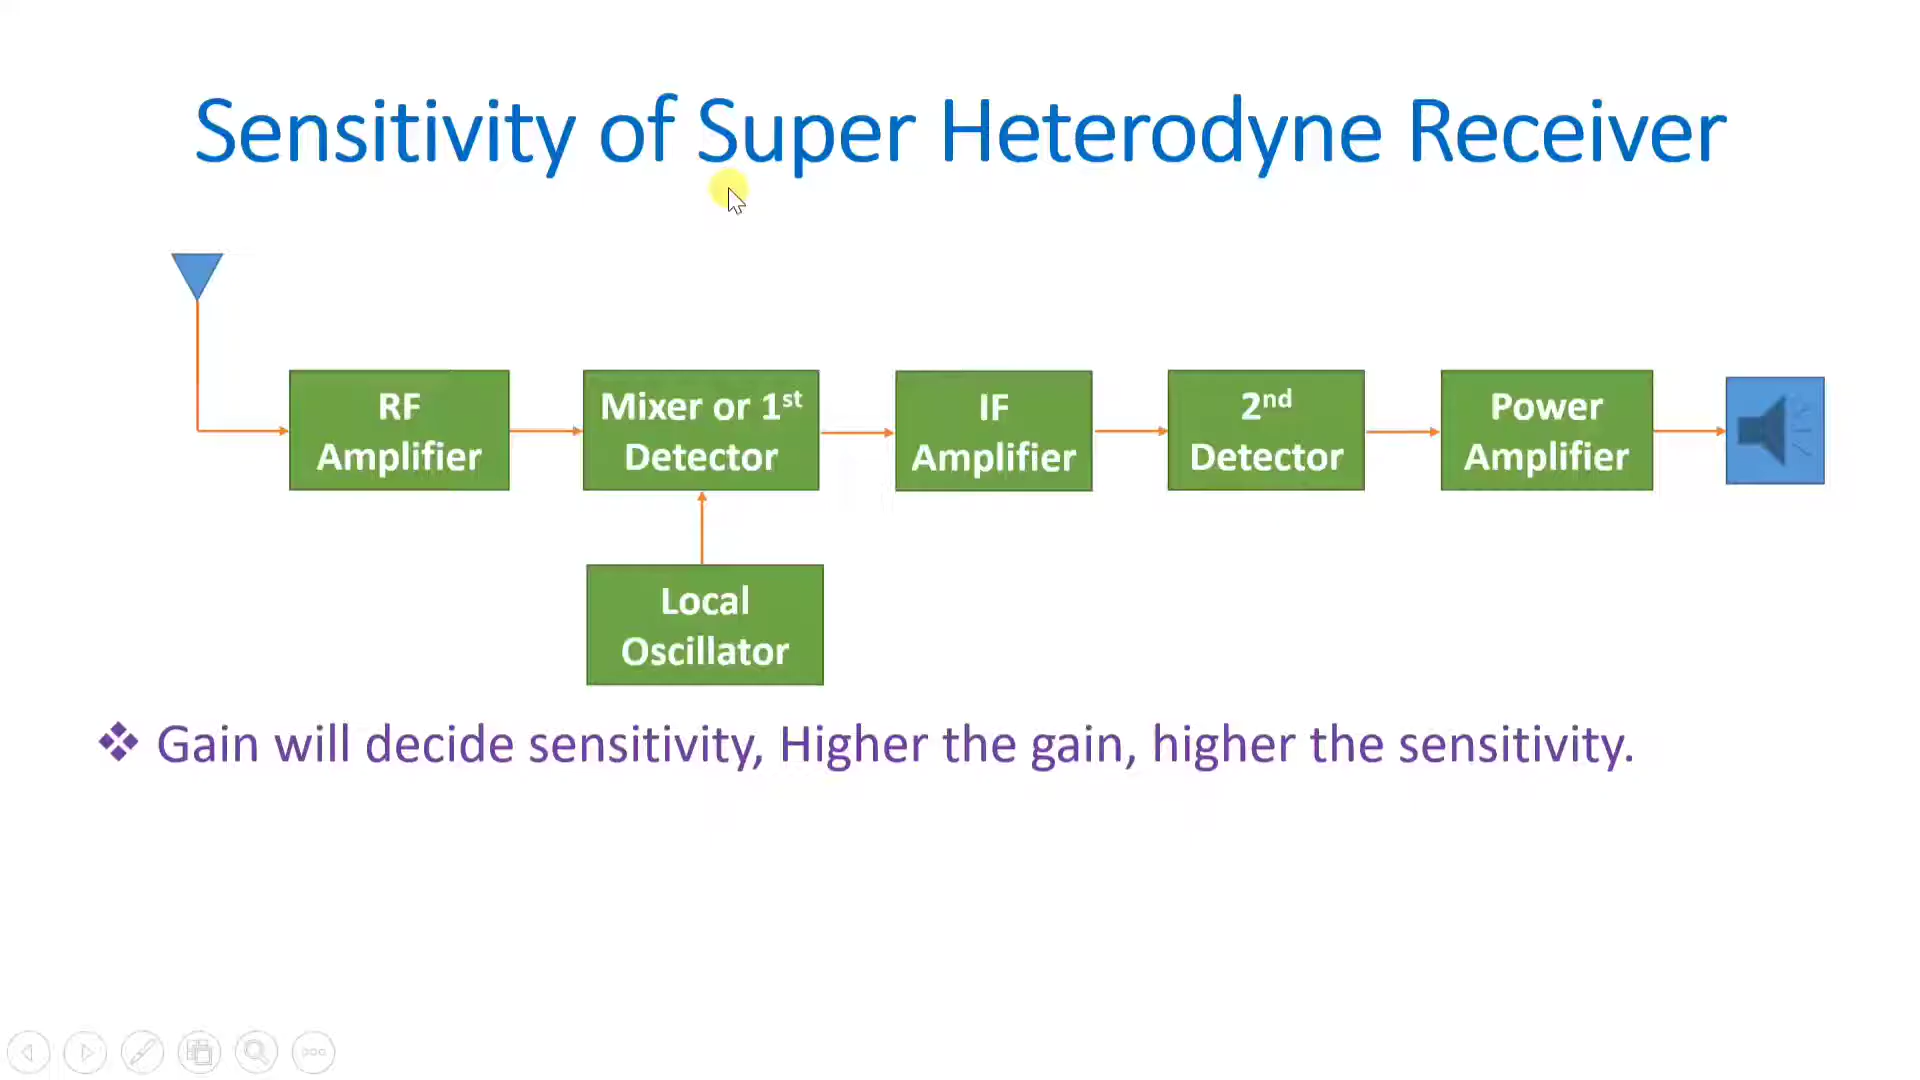 Sensitivity of Super Heterodyne Receiver
RF
Amplifier
Mixer or 1st
Detector
IF
Amplifier
2nd
Detector
Power
Amplifier
Local
Oscillator
❖ Gain will decide sensitivity, Higher the gain, higher the sensitivity.